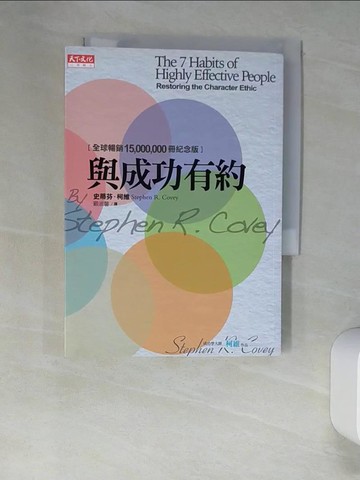 天下文化
The 7 Habits of
Highly Effective People
Restoring the Character Ethic
[全球暢銷15,000,000冊紀念版]
與成功有約
史蒂芬·柯維 Stephen R. Covey
By
Stephen R. Covey
柯維
Stephen R. Covey